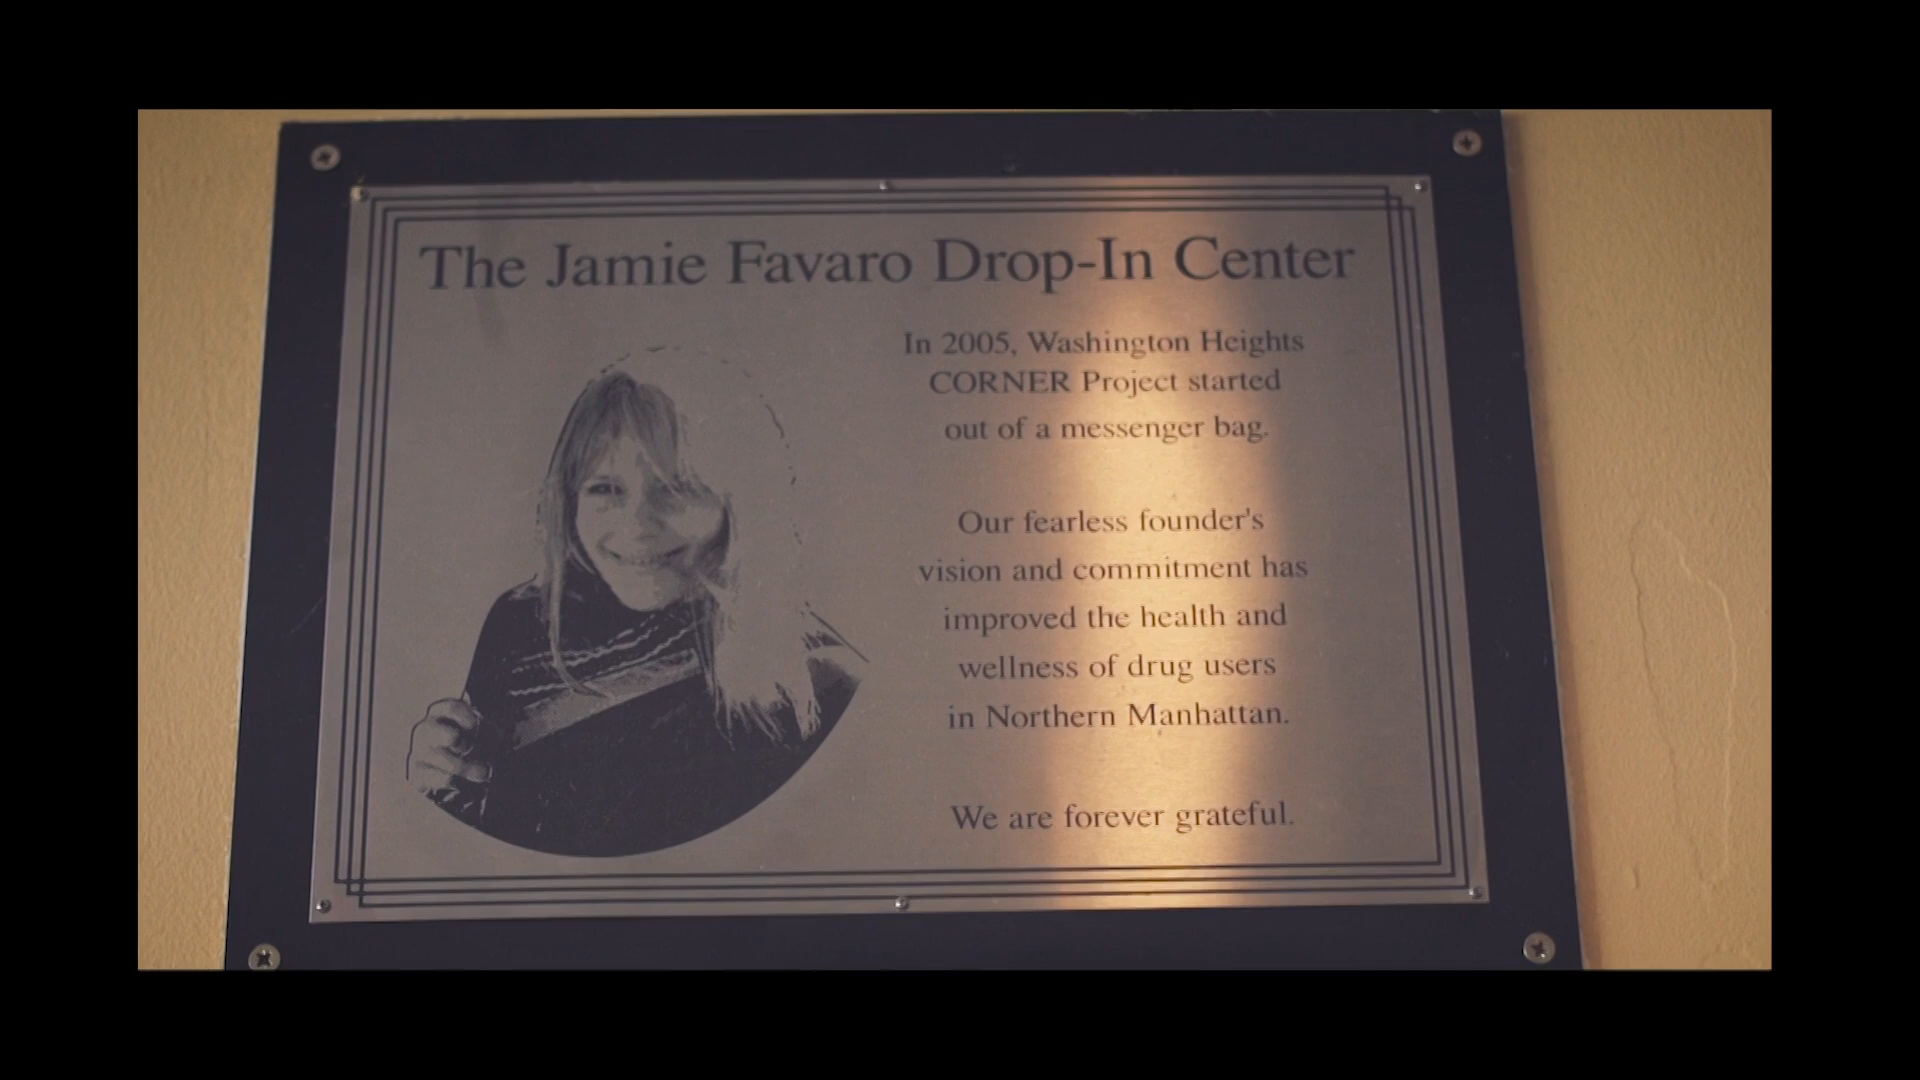 The Jamie Favaro Drop-In Center
In 2005, Washington Heights
CORNER Project started
out of a messenger bag.
Our fearless founder's
vision and commitment has
improved the health and
wellness of drug users
in Northern Manhattan.
We are forever grateful.